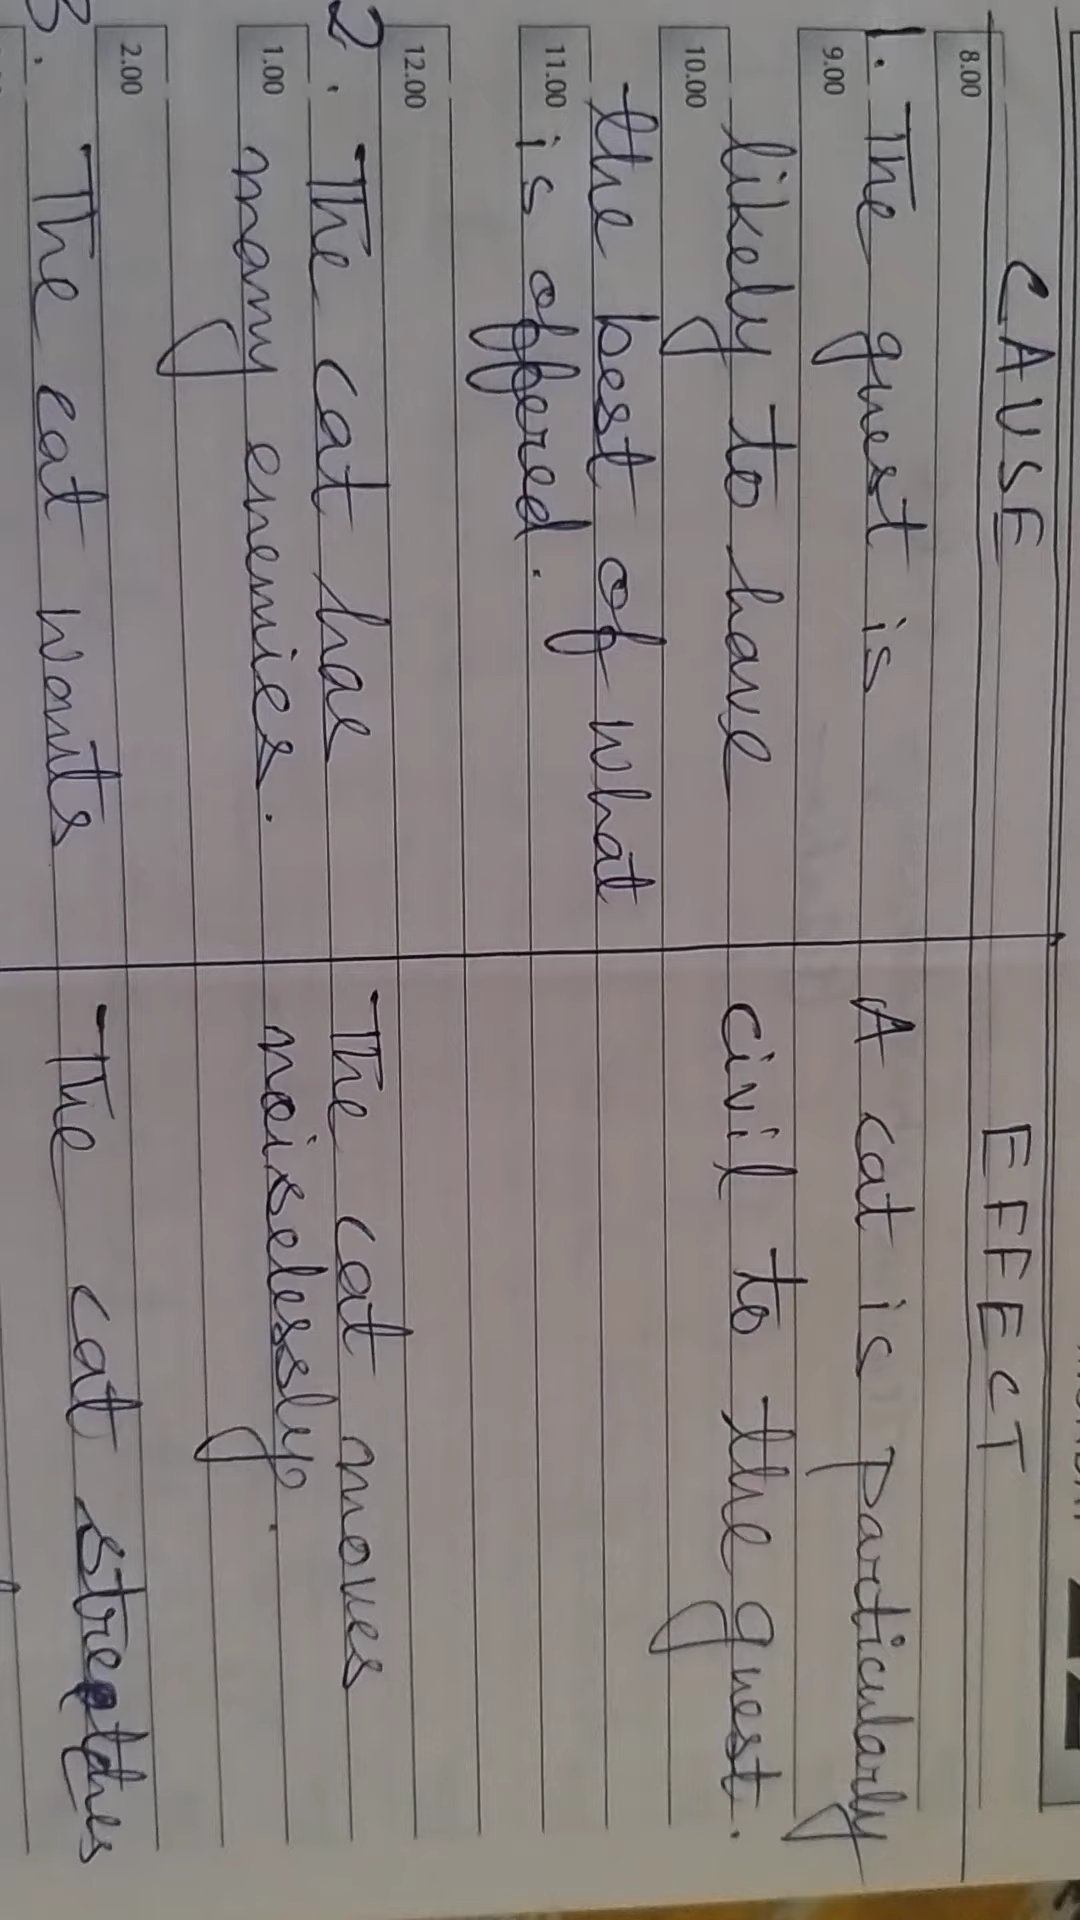 CAUSE EFFECT
8.00
9.00
1. The guest is A cat is particularly
likely to have civil to the guest.
10.00
the best of what
11.00
is offered.
12.00
2. The cat has The cat moves
1.00
many enemies. noiselessly.
2.00
3. The cat wants The cat stretches